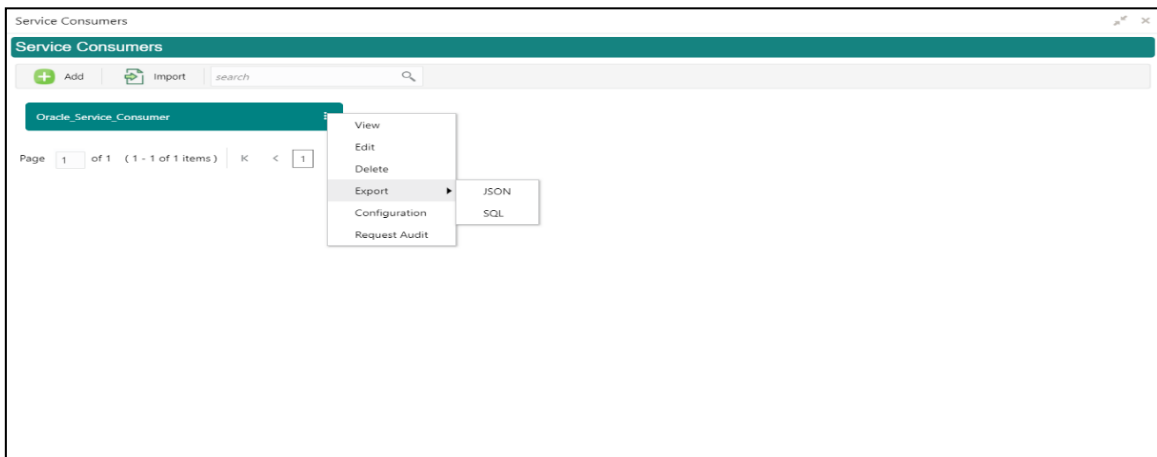 Service Consumers
Service Consumers
Add Import search
Oracle_Service_Consumer
Page 1 of 1 ( 1 - 1 of 1 items ) K < 1
View
Edit
Delete
Export
JSON
SQL
Configuration
Request Audit